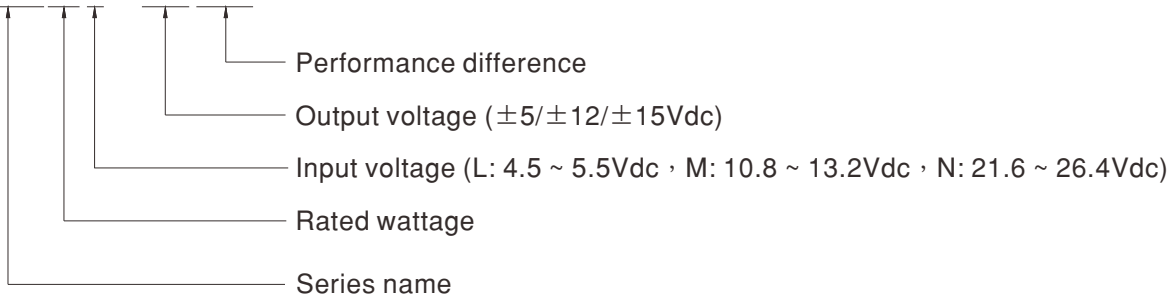 Performance difference
Output voltage (±5/±12/±15Vdc)
Input voltage (L: 4.5 ~ 5.5Vdc，M: 10.8 ~ 13.2Vdc，N: 21.6 ~ 26.4Vdc)
Rated wattage
Series name